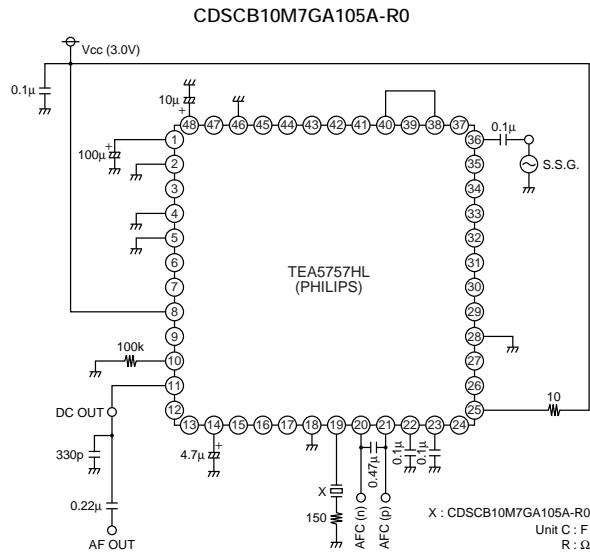 CDSCB10M7GA105A-R0
Vcc (3.0V)
0.1μ
10μ
+
48 47 46 45 44 43 42 41 40 39 38 37
0.1μ
S.S.G.
100μ
+
1
2
3
4
5
6
7
8
9
10
11
12
36
35
34
33
32
31
30
29
28
27
26
25
TEA5757HL
(PHILIPS)
100k
10
DC OUT
13 14 15 16 17 18 19 20 21 22 23 24
330p
4.7μ
+
0.47μ
0.1μ
0.1μ
0.22μ
X
150
AFC (n)
AFC (p)
AF OUT
X : CDSCB10M7GA105A-R0
Unit C : F
R : Ω